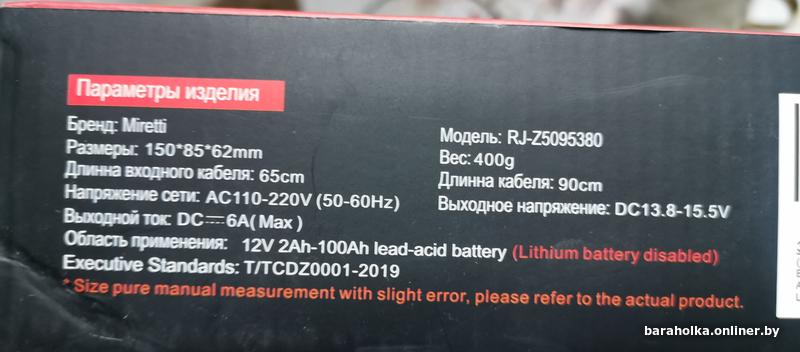 Параметры изделия
Бренд: Miretti
Модель: RJ-Z5095380
Размеры: 150*85*62mm
Вес: 400g
Длинна входного кабеля: 65cm
Длинна кабеля: 90cm
Напряжение сети: AC110-220V (50-60Hz)
Выходное напряжение: DC13.8-15.5V
Выходной ток: DC⎓6A( Max )
Область применения: 12V 2Ah-100Ah lead-acid battery (Lithium battery disabled)
Executive Standards: T/TCDZ0001-2019
* Size pure manual measurement with slight error, please refer to the actual product.
baraholka.onliner.by